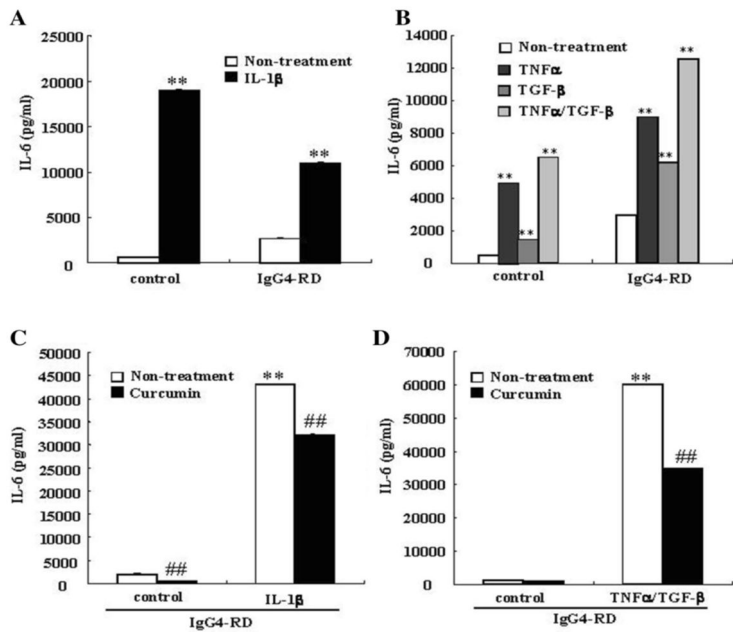 A
25000
20000
15000
10000
5000
0
IL-6 (pg/ml)
Non-treatment
IL-1β
**
**
control
IgG4-RD
B
14000
12000
10000
8000
6000
4000
2000
0
IL-6 (pg/ml)
Non-treatment
TNFα
TGF-β
TNFα/TGF-β
**
**
**
**
**
**
control
IgG4-RD
C
50000
45000
40000
35000
30000
25000
20000
15000
10000
5000
0
IL-6 (pg/ml)
Non-treatment
Curcumin
**
##
##
control
IL-1β
IgG4-RD
D
70000
60000
50000
40000
30000
20000
10000
0
IL-6 (pg/ml)
Non-treatment
Curcumin
**
##
control
TNFα/TGF-β
IgG4-RD